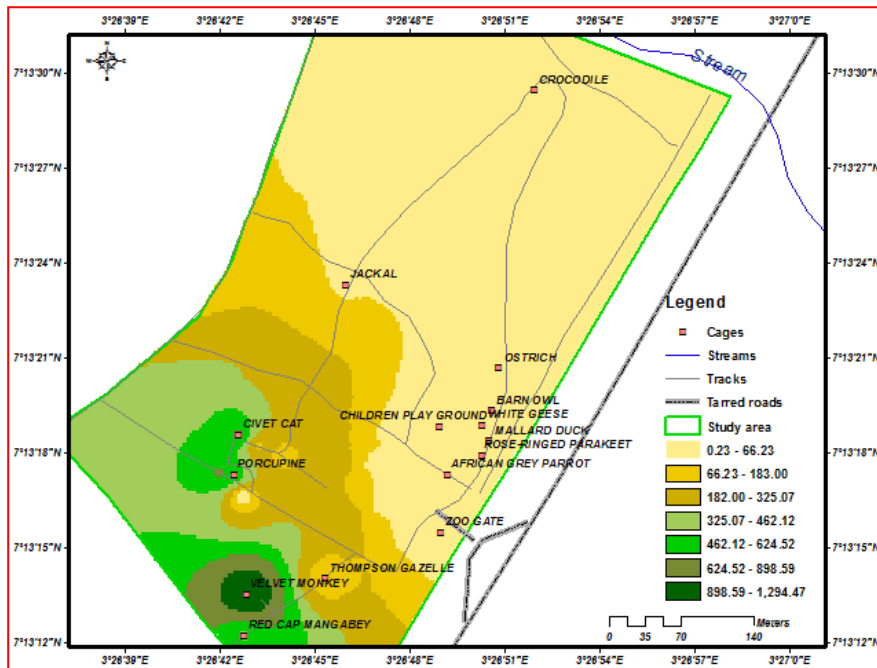 3°26'39"E 3°26'42"E 3°26'45"E 3°26'48"E 3°26'51"E 3°26'54"E 3°26'57"E 3°27'0"E
7°13'30"N
7°13'27"N
7°13'24"N
7°13'21"N
7°13'18"N
7°13'15"N
7°13'12"N
Stream
CROCODILE
JACKAL
OSTRICH
BARN OWL
CHILDREN PLAY GROUND
WHITE GEESE
MALLARD DUCK
ROSE-RINGED PARAKEET
AFRICAN GREY PARROT
CIVET CAT
PORCUPINE
ZOO GATE
THOMPSON GAZELLE
VELVET MONKEY
RED CAP MANGABEY
Legend
Cages
Streams
Tracks
Tarred roads
Study area
0.23 - 66.23
66.23 - 183.00
182.00 - 325.07
325.07 - 462.12
462.12 - 624.52
624.52 - 898.59
898.59 - 1,294.47
Meters
0 35 70 140
7°13'30"N
7°13'27"N
7°13'24"N
7°13'21"N
7°13'18"N
7°13'15"N
7°13'12"N
3°26'39"E 3°26'42"E 3°26'45"E 3°26'48"E 3°26'51"E 3°26'54"E 3°26'57"E 3°27'0"E